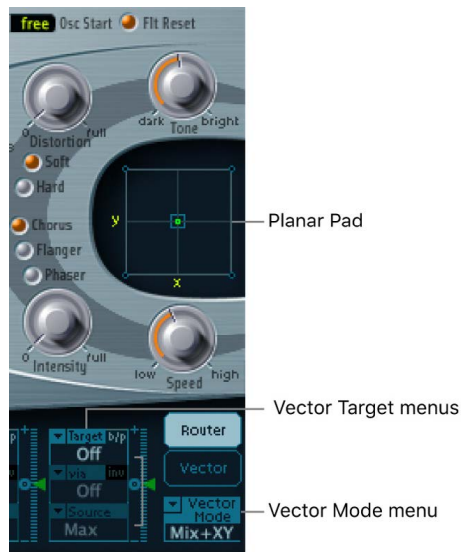 free Osc Start Flt Reset
0 full
Distortion
dark bright
Tone
Soft
Hard
y
Planar Pad
Chorus
Flanger
Phaser
x
0 full
Intensity
low high
Speed
Target b/p
Off
via inv
Off
Source
Max
Router
Vector
Vector
Mode
Mix+XY
Vector Target menus
Vector Mode menu